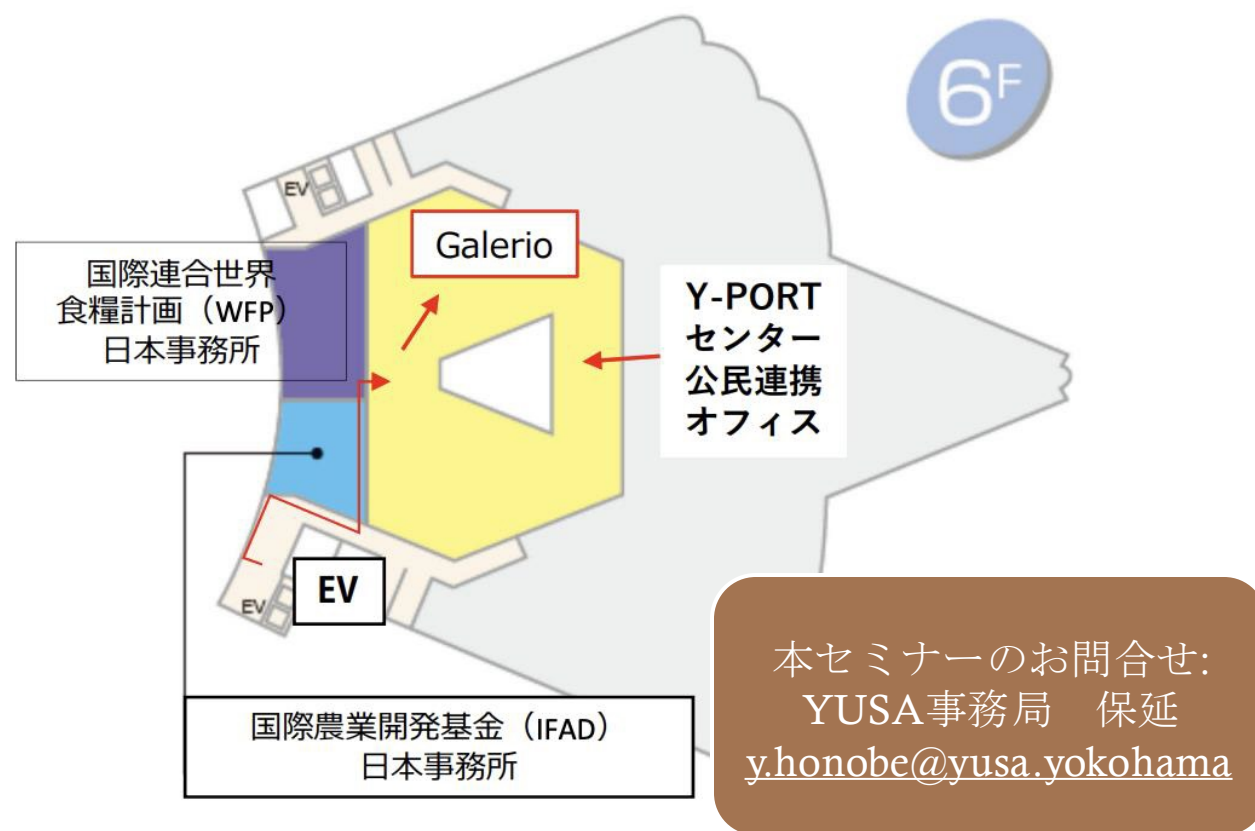 6F
EV
Galerio
国際連合世界
食糧計画（WFP）
日本事務所
Y-PORT
センター
公民連携
オフィス
EV
EV
国際農業開発基金（IFAD）
日本事務所
本セミナーのお問合せ:
YUSA事務局　保延
y.honobe@yusa.yokohama